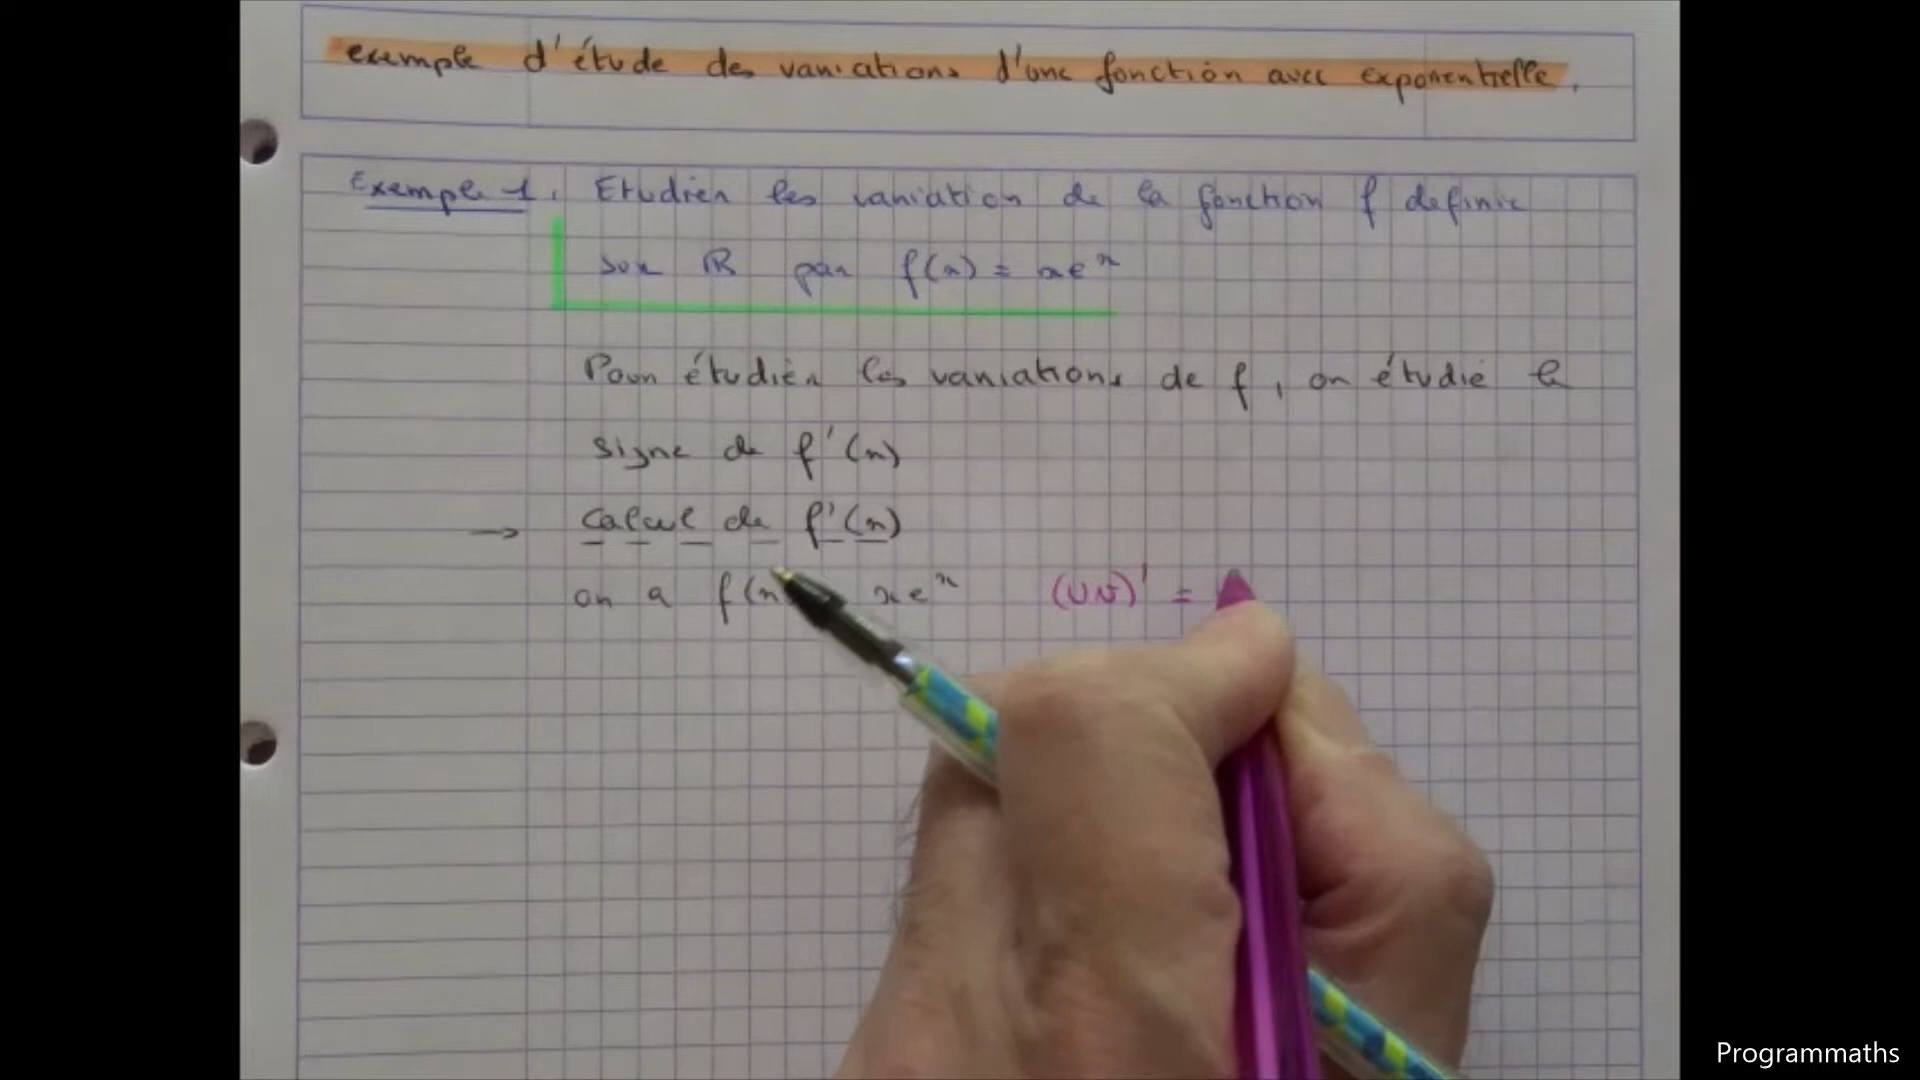 exemple d'étude des variations d'une fonction avec exponentielle.
Exemple 1. Etudier les variation de la fonction f definie
sur ℝ par f(x) = xeˣ
Pour étudier les variations de f, on étudie le
signe de f'(x)
→ Calcul de f'(x)
on a f(x xeˣ (uv)' =
Programmaths